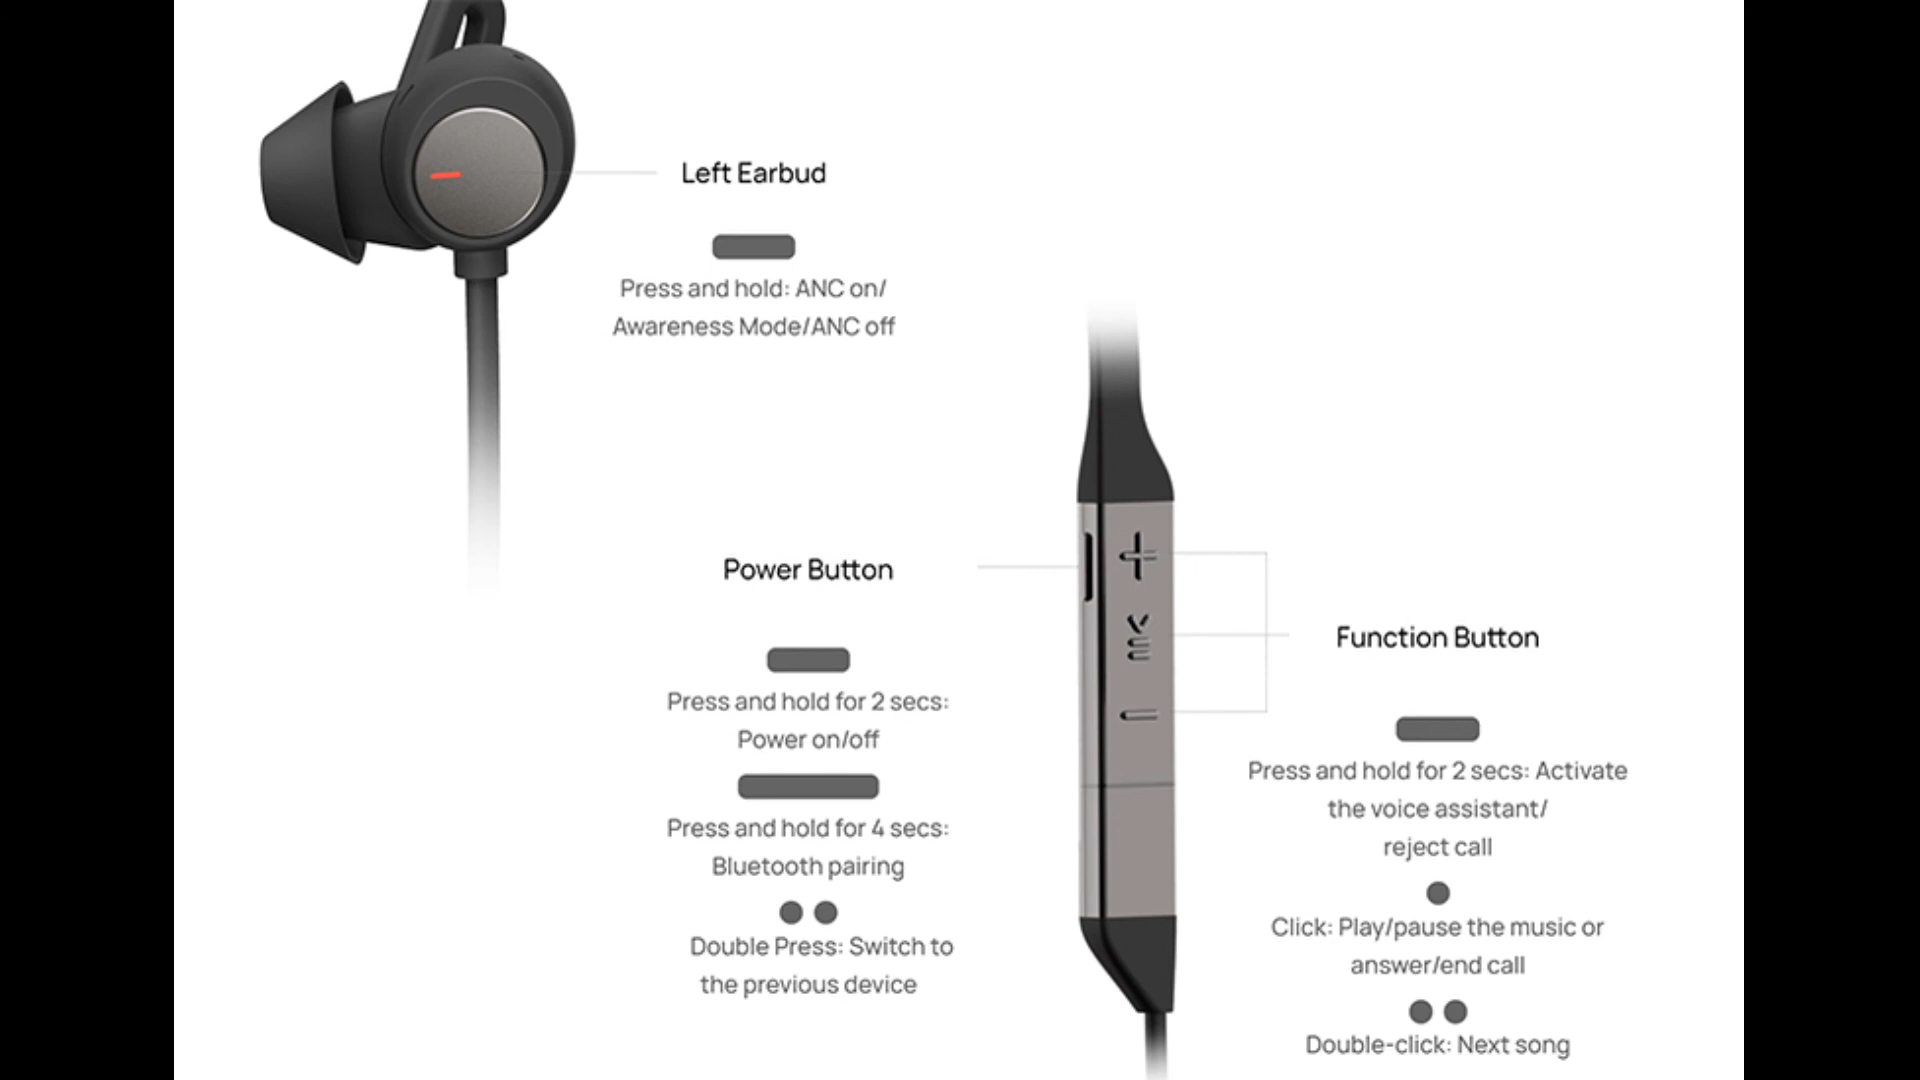 Left Earbud
Press and hold: ANC on/
Awareness Mode/ANC off
Power Button
Press and hold for 2 secs:
Power on/off
Press and hold for 4 secs:
Bluetooth pairing
Double Press: Switch to
the previous device
Function Button
Press and hold for 2 secs: Activate
the voice assistant/
reject call
Click: Play/pause the music or
answer/end call
Double-click: Next song